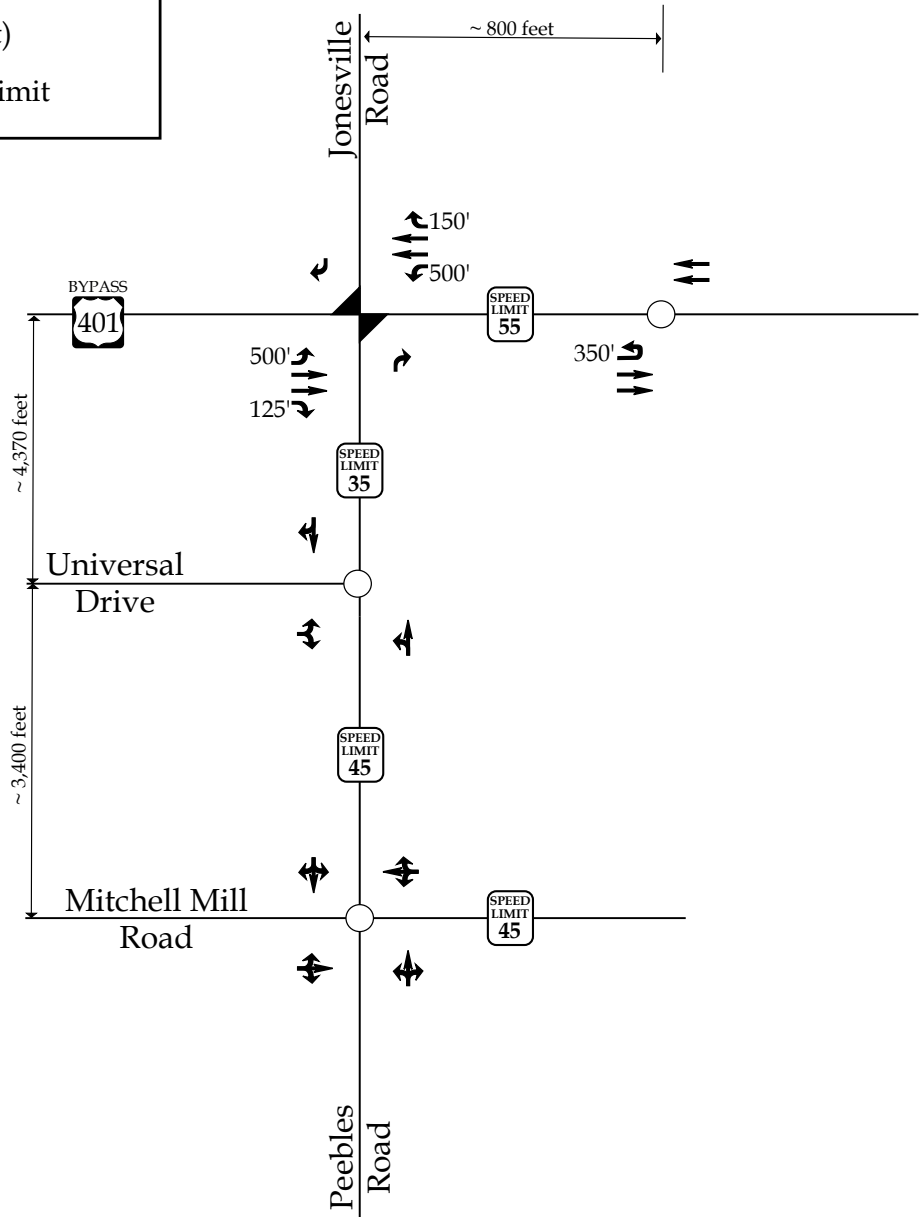 )
imit
~ 800 feet
Jonesville
Road
150'
500'
BYPASS
401
SPEED
LIMIT
55
500'
125'
350'
~ 4,370 feet
SPEED
LIMIT
35
Universal
Drive
~ 3,400 feet
SPEED
LIMIT
45
Mitchell Mill
Road
SPEED
LIMIT
45
Peebles
Road